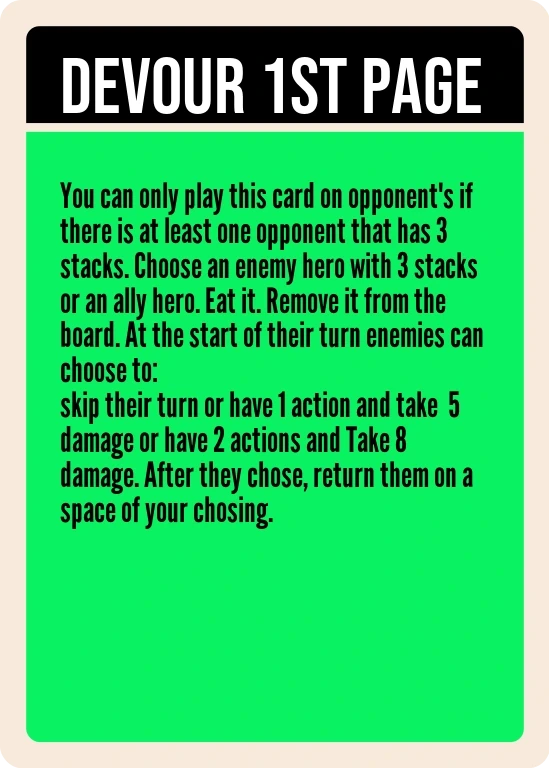 DEVOUR 1ST PAGE
You can only play this card on opponent's if
there is at least one opponent that has 3
stacks. Choose an enemy hero with 3 stacks
or an ally hero. Eat it. Remove it from the
board. At the start of their turn enemies can
choose to:
skip their turn or have 1 action and take 5
damage or have 2 actions and Take 8
damage. After they chose, return them on a
space of your chosing.